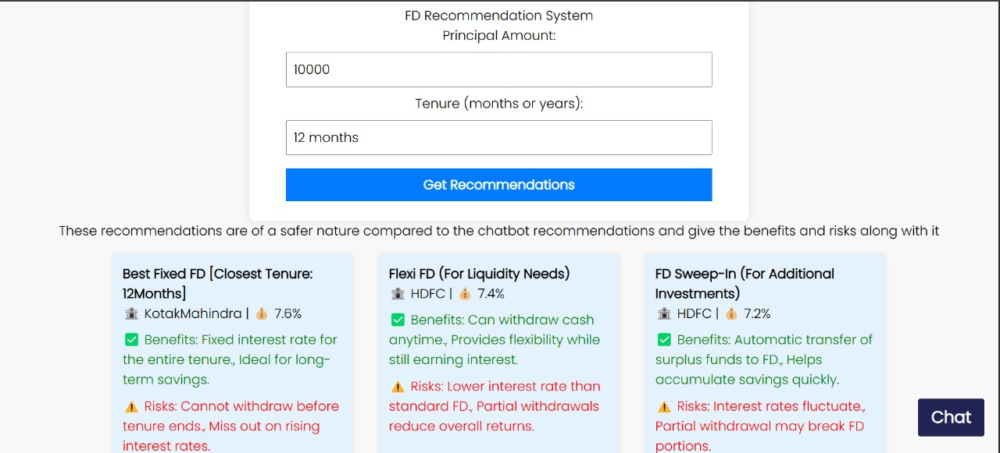 FD Recommendation System
Principal Amount:
10000
Tenure (months or years):
12 months
Get Recommendations
These recommendations are of a safer nature compared to the chatbot recommendations and give the benefits and risks along with it
Best Fixed FD [Closest Tenure:
12Months]
🏦 KotakMahindra | 💰 7.6%
✅ Benefits: Fixed interest rate for
the entire tenure., Ideal for long-
term savings.
⚠️ Risks: Cannot withdraw before
tenure ends., Miss out on rising
interest rates.
Flexi FD (For Liquidity Needs)
🏦 HDFC | 💰 7.4%
✅ Benefits: Can withdraw cash
anytime., Provides flexibility while
still earning interest.
⚠️ Risks: Lower interest rate than
standard FD., Partial withdrawals
reduce overall returns.
FD Sweep-In (For Additional
Investments)
🏦 HDFC | 💰 7.2%
✅ Benefits: Automatic transfer of
surplus funds to FD., Helps
accumulate savings quickly.
⚠️ Risks: Interest rates fluctuate.,
Partial withdrawal may break FD
portions.
Chat